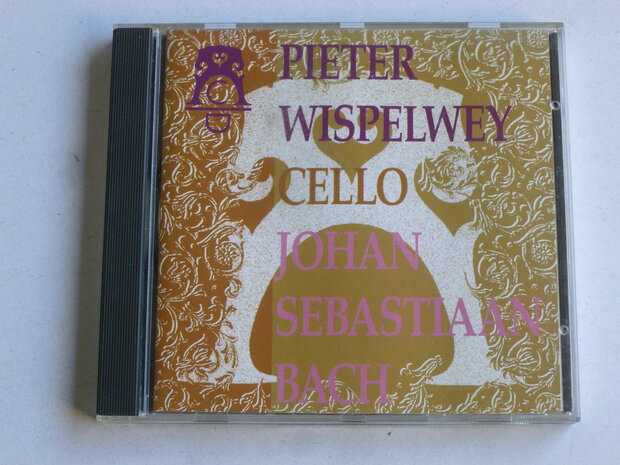 PIETER
WISPELWEY
CELLO
JOHAN
SEBASTIAAN
BACH